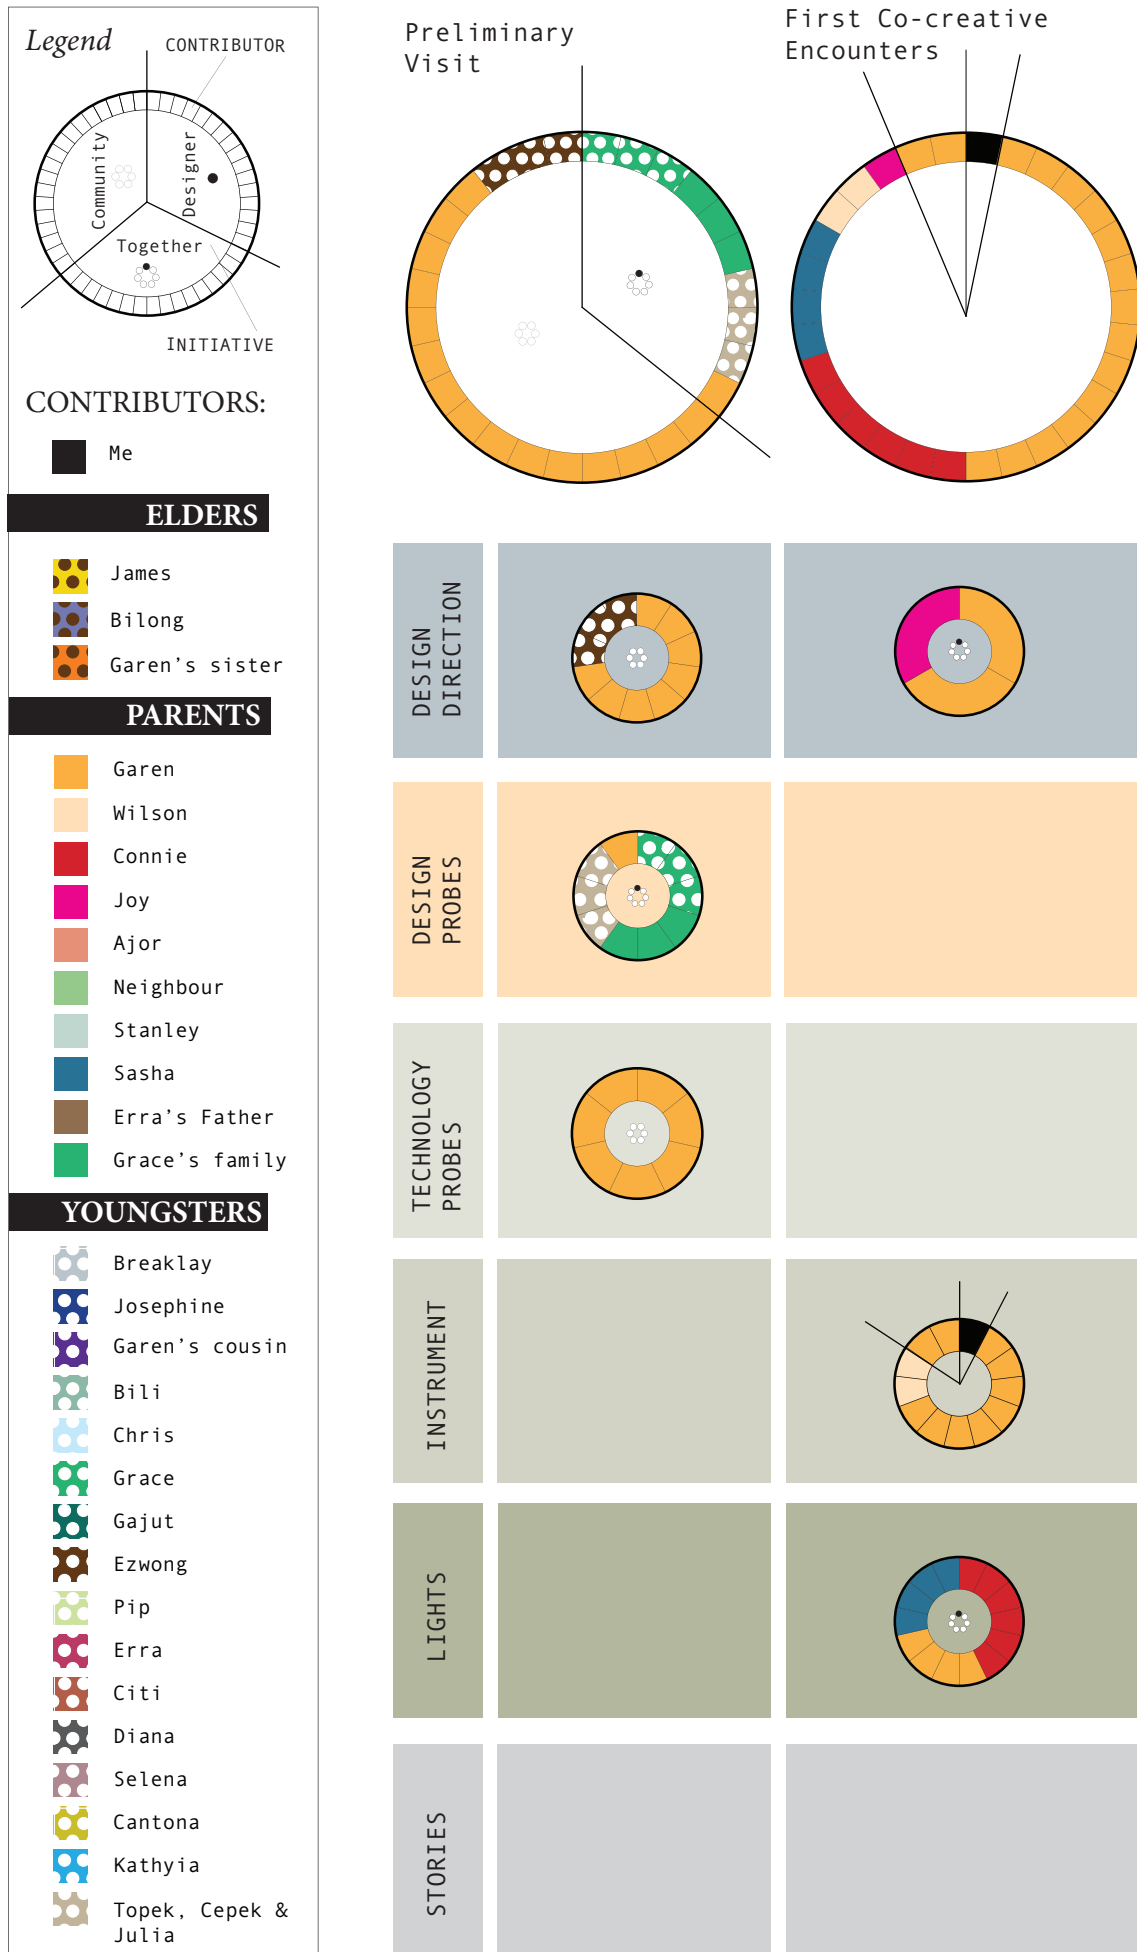 Legend
CONTRIBUTOR
Community
Designer
Together
INITIATIVE
CONTRIBUTORS:
Me
ELDERS
James
Bilong
Garen's sister
PARENTS
Garen
Wilson
Connie
Joy
Ajor
Neighbour
Stanley
Sasha
Erra's Father
Grace's family
YOUNGSTERS
Breaklay
Josephine
Garen's cousin
Bili
Chris
Grace
Gajut
Ezwong
Pip
Erra
Citi
Diana
Selena
Cantona
Kathyia
Topek, Cepek &
Julia
Preliminary
Visit
First Co-creative
Encounters
DESIGN
DIRECTION
DESIGN
PROBES
TECHNOLOGY
PROBES
INSTRUMENT
LIGHTS
STORIES